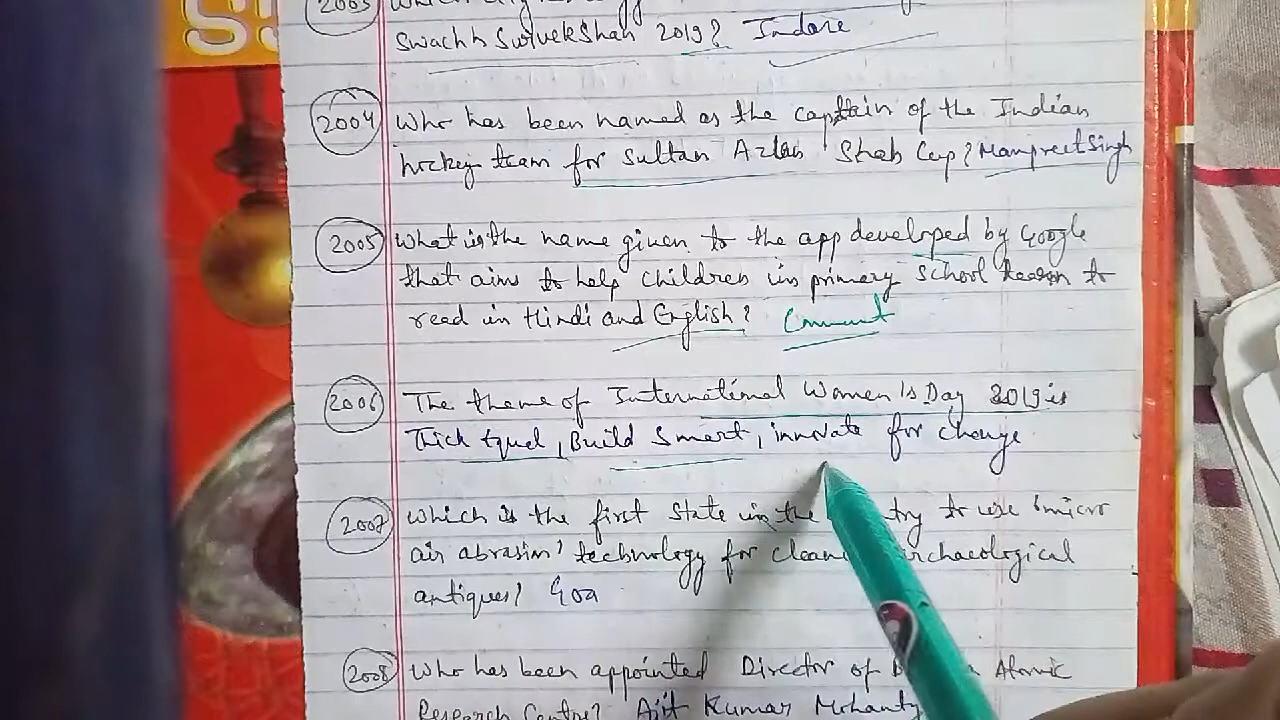 2003
Swachh Survekshan 2019? Indore
2004 Who has been named as the captain of the Indian
hockey team for Sultan Azlan Shah Cup? Manpreet Singh
2005 What is the name given to the app developed by Google
that aims to help children in primary school learn to
read in Hindi and English? Comment
2006 The theme of International Women's Day 2019 is
Thick Equal, Build Smart, innovate for change
2007 Which is the first State in the try to use 'micro
air abrasion' technology for clean archaeological
antiques? Goa
2008 Who has been appointed Director of Atomic
Research Centre? Ajit Kumar Mohanty